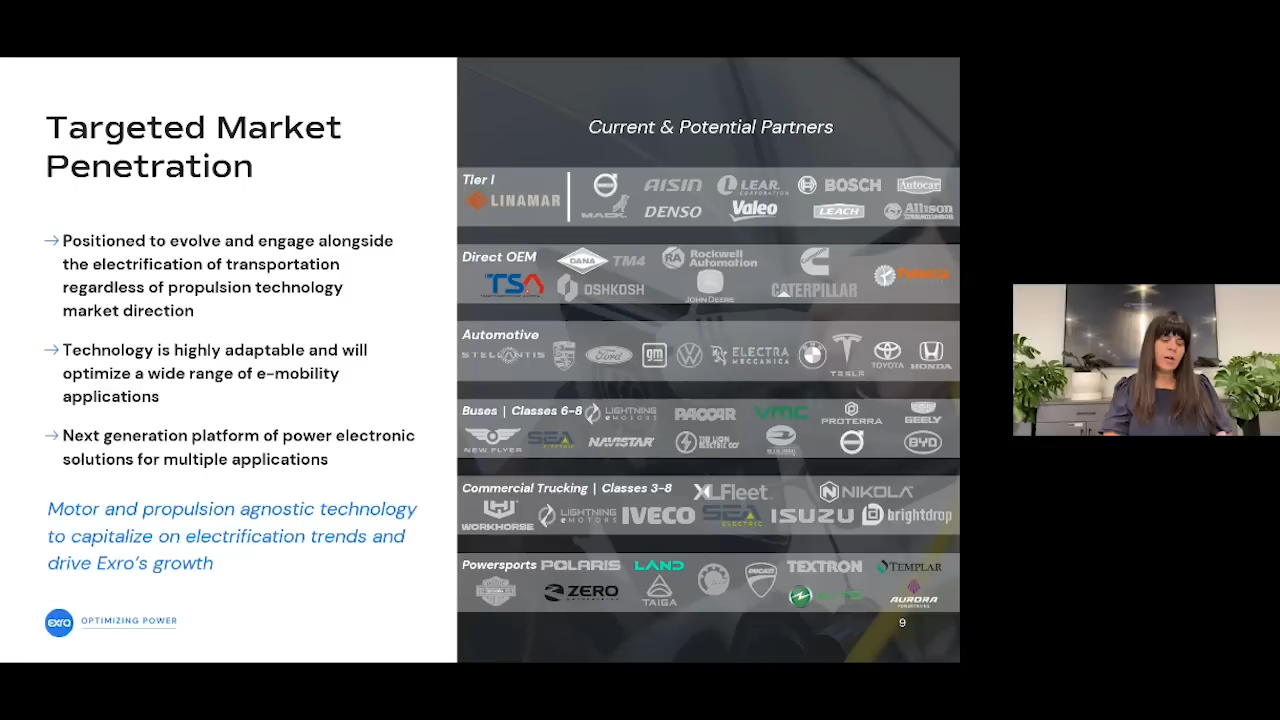 Targeted Market
Penetration
→ Positioned to evolve and engage alongside
the electrification of transportation
regardless of propulsion technology
market direction
→ Technology is highly adaptable and will
optimize a wide range of e-mobility
applications
→ Next generation platform of power electronic
solutions for multiple applications
Motor and propulsion agnostic technology
to capitalize on electrification trends and
drive Exro's growth
exro OPTIMIZING POWER
Current & Potential Partners
Tier I
LINAMAR
AISIN LEAR CORPORATION BOSCH Autocar
MACK DENSO Valeo LEACH Allison Transmission
Direct OEM
DANA TM4 RA Rockwell Automation
TSA OSHKOSH JOHN DEERE CATERPILLAR
Automotive
STELLANTIS Ford gm ELECTRA MECCANICA TESLA TOYOTA HONDA
Buses | Classes 6-8 LIGHTNING eMOTORS PACCAR VMC PROTERRA GEELY
NEW FLYER SEA ELECTRIC NAVISTAR THE LION ELECTRIC CO BYD
Commercial Trucking | Classes 3-8 XLFleet NIKOLA
WORKHORSE LIGHTNING eMOTORS IVECO SEA ELECTRIC ISUZU brightdrop
Powersports POLARIS LAND DUCATI TEXTRON TEMPLAR
ZERO TAIGA AURORA POWERTRAINS
9